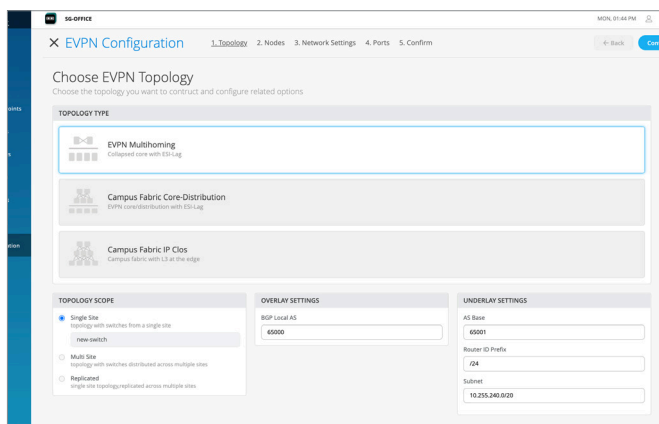 SG-OFFICE
MON, 01:44 PM
× EVPN Configuration
1. Topology 2. Nodes 3. Network Settings 4. Ports 5. Confirm
← Back
Con
Choose EVPN Topology
Choose the topology you want to contruct and configure related options
oints
TOPOLOGY TYPE
EVPN Multihoming
Collapsed core with ESI-Lag
s
Campus Fabric Core-Distribution
EVPN core/distribution with ESI-Lag
ation
Campus Fabric IP Clos
Campus fabric with L3 at the edge
TOPOLOGY SCOPE
Single Site
topology with switches from a single site
new-switch
Multi Site
topology with switches distributed across multiple sites
Replicated
single site topology,replicated across multiple sites
OVERLAY SETTINGS
BGP Local AS
65000
UNDERLAY SETTINGS
AS Base
65001
Router ID Prefix
/24
Subnet
10.255.240.0/20